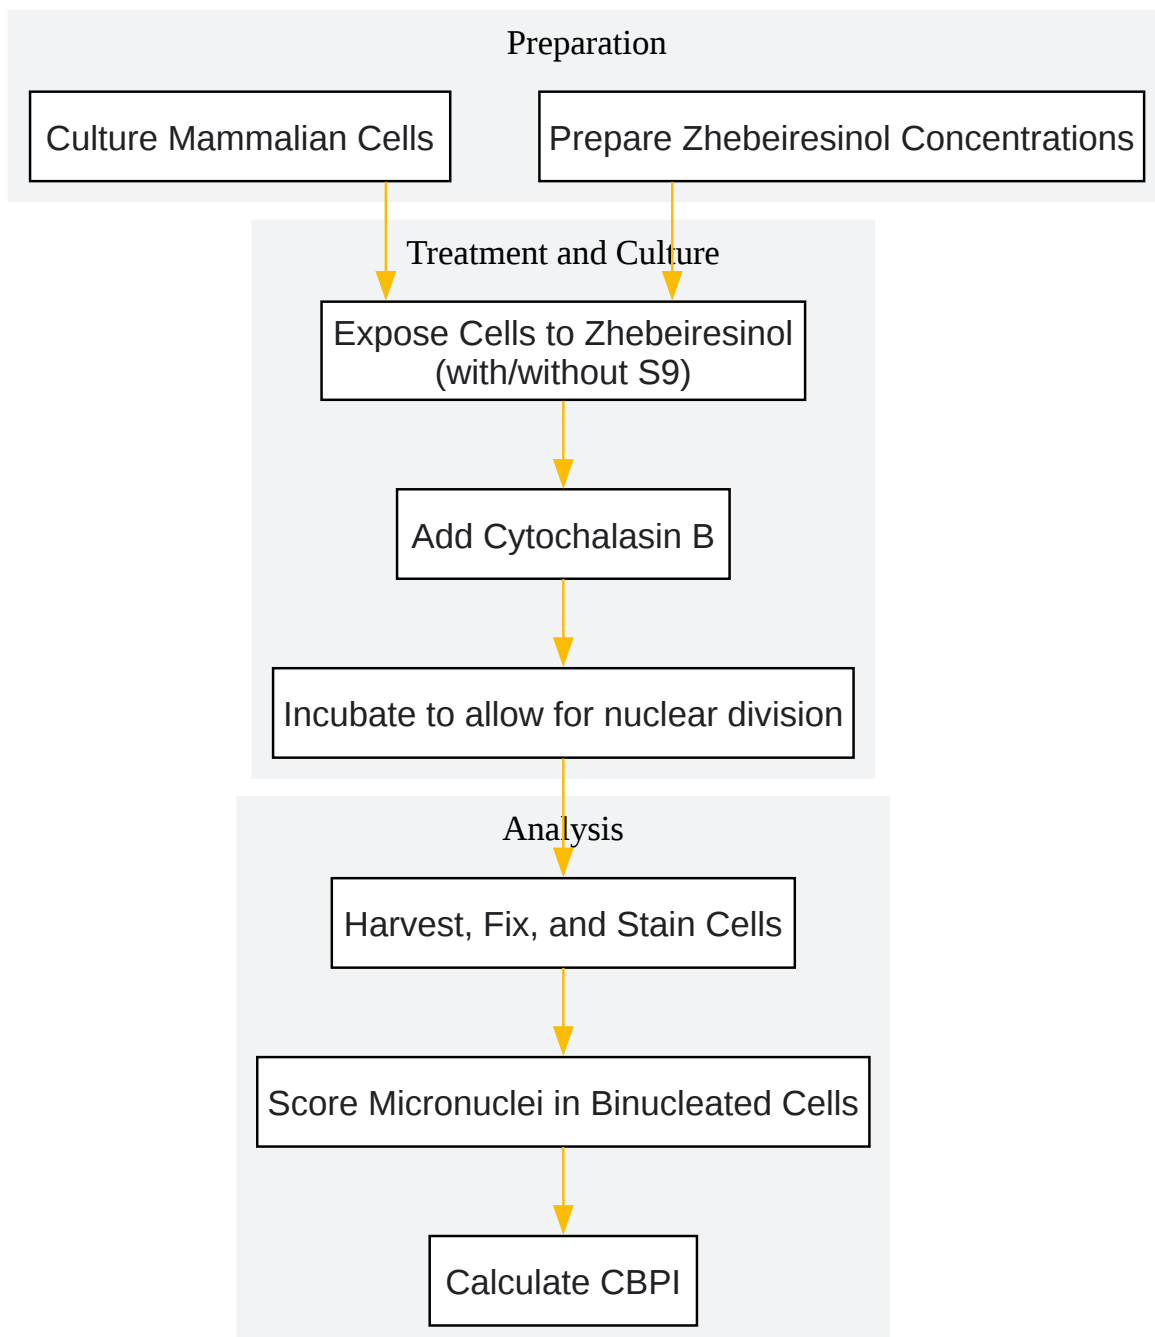 Preparation
Culture Mammalian Cells
Prepare Zhebeiresinol Concentrations
Treatment and Culture
Expose Cells to Zhebeiresinol
(with/without S9)
Add Cytochalasin B
Incubate to allow for nuclear division
Analysis
Harvest, Fix, and Stain Cells
Score Micronuclei in Binucleated Cells
Calculate CBPI